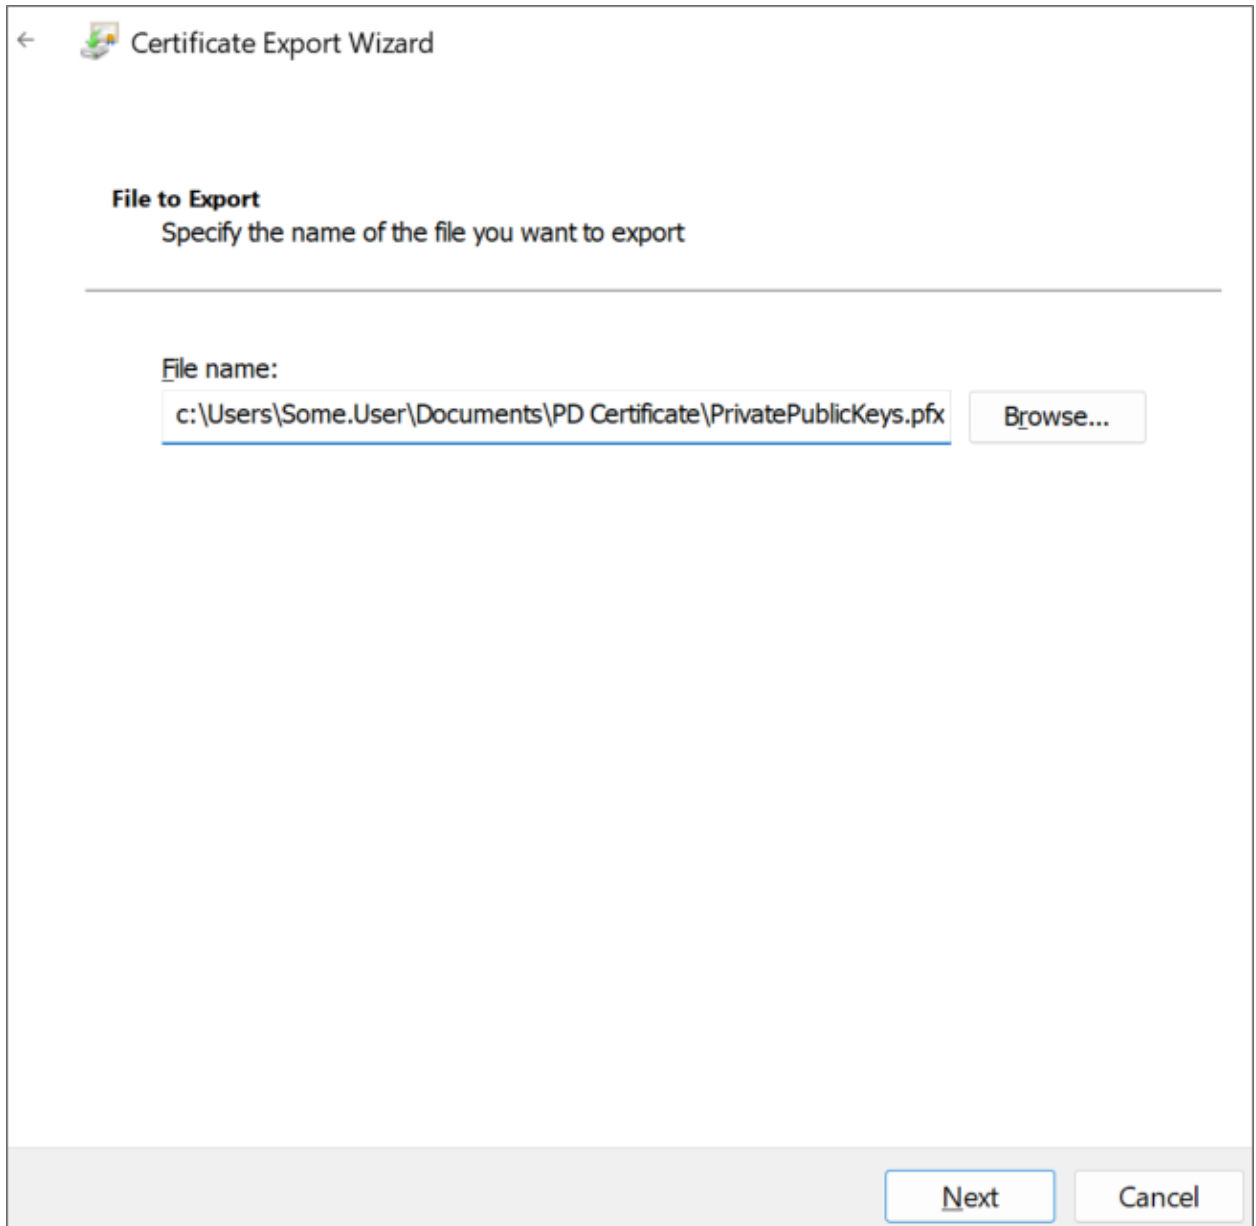 Certificate Export Wizard
File to Export
Specify the name of the file you want to export
File name:
c:\Users\Some.User\Documents\PD Certificate\PrivatePublicKeys.pfx
Browse...
Next
Cancel